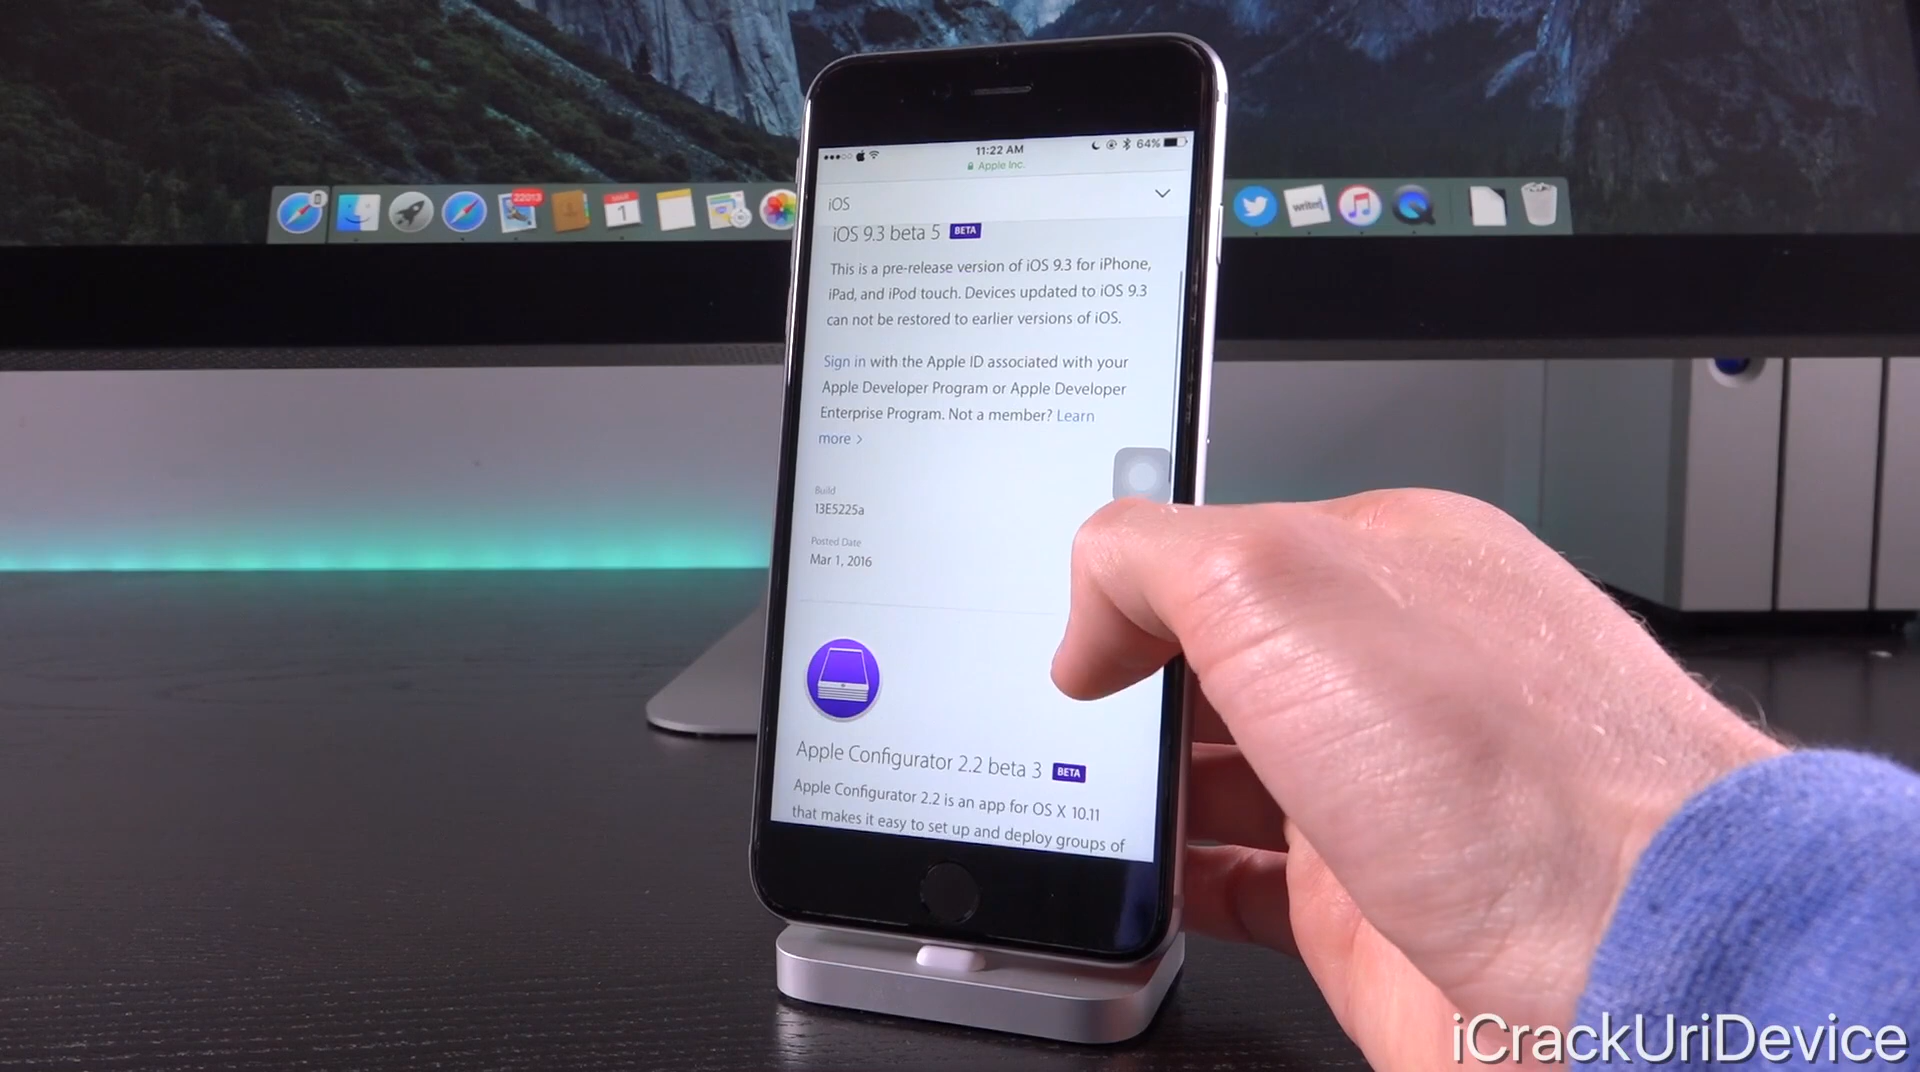 11:22 AM
64%
Apple Inc.
22013
MAR
1
writer
iOS
iOS 9.3 beta 5 BETA
This is a pre-release version of iOS 9.3 for iPhone,
iPad, and iPod touch. Devices updated to iOS 9.3
can not be restored to earlier versions of iOS.
Sign in with the Apple ID associated with your
Apple Developer Program or Apple Developer
Enterprise Program. Not a member? Learn
more >
Build
13E5225a
Posted Date
Mar 1, 2016
Apple Configurator 2.2 beta 3 BETA
Apple Configurator 2.2 is an app for OS X 10.11
that makes it easy to set up and deploy groups of
iCrackUriDevice